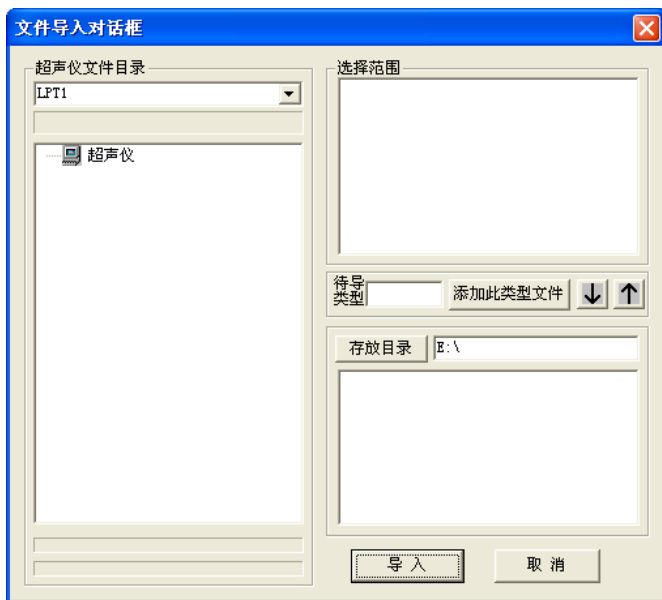 文件导入对话框
超声仪文件目录
LPT1
超声仪
选择范围
待导
类型
添加此类型文件
存放目录
E:\
导 入
取 消